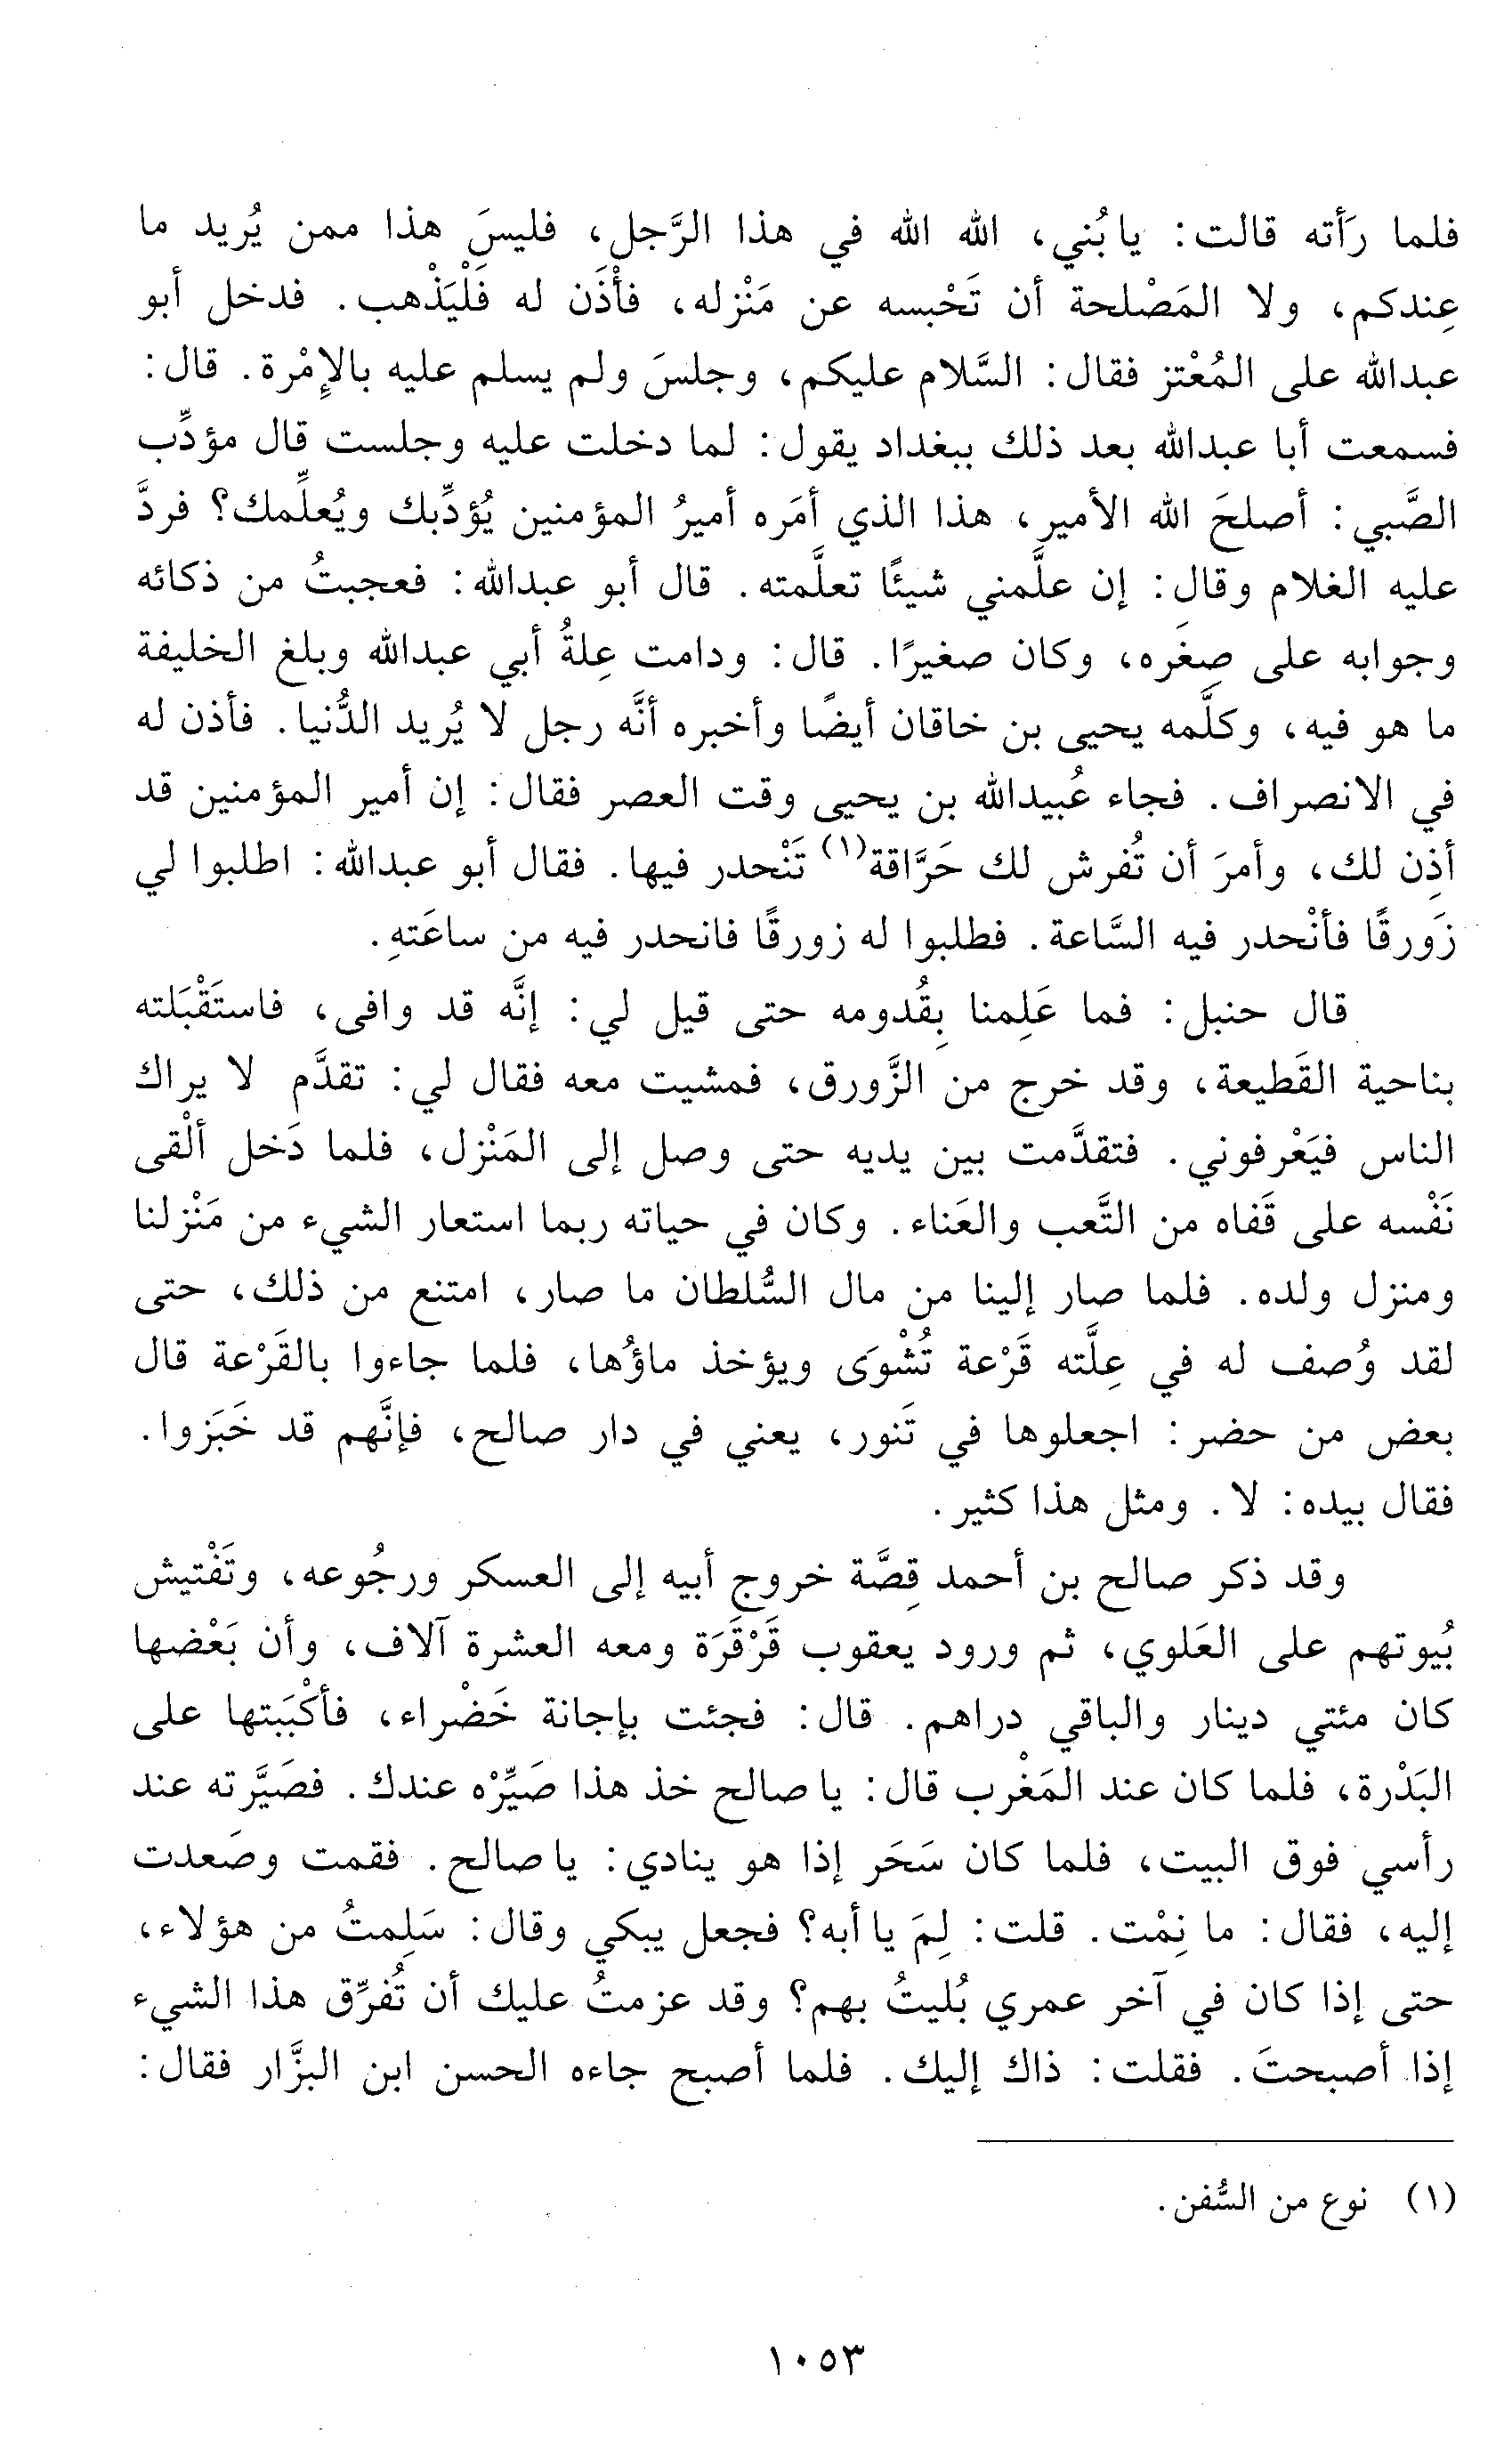 فلما رَأته قالت: يا بُني، الله الله في هذا الرَّجل، فليسَ هذا ممن يُريد ما
عِندكم، ولا المَصْلحة أن تَحْبسه عن مَنْزله، فأْذَن له فَلْيَذْهب. فدخل أبو
عبدالله على المُعْتز فقال: السَّلام عليكم، وجلسَ ولم يسلم عليه بالإِمْرة. قال:
فسمعت أبا عبدالله بعد ذلك ببغداد يقول: لما دخلت عليه وجلست قال مؤدِّب
الصَّبي: أصلحَ الله الأمير، هذا الذي أمَره أميرُ المؤمنين يُؤدِّبك ويُعلِّمك؟ فردَّ
عليه الغلام وقال: إن علَّمني شيئًا تعلَّمته. قال أبو عبدالله: فعجبتُ من ذكائه
وجوابه على صِغَره، وكان صغيرًا. قال: ودامت عِلةُ أبي عبدالله وبلغ الخليفة
ما هو فيه، وكلَّمه يحيى بن خاقان أيضًا وأخبره أنَّه رجل لا يُريد الدُّنيا. فأذن له
في الانصراف. فجاء عُبيدالله بن يحيى وقت العصر فقال: إن أمير المؤمنين قد
أذِن لك، وأمرَ أن تُفرش لك حَرَّاقة(١) تَنْحدر فيها. فقال أبو عبدالله: اطلبوا لي
زَورقًا فأنْحدر فيه السَّاعة. فطلبوا له زورقًا فانحدر فيه من ساعَتهِ.
قال حنبل: فما عَلِمنا بِقُدومه حتى قيل لي: إنَّه قد وافى، فاستَقْبَلته
بناحية القَطيعة، وقد خرج من الزَّورق، فمشيت معه فقال لي: تقدَّم لا يراك
الناس فيَعْرفوني. فتقدَّمت بين يديه حتى وصل إلى المَنْزل، فلما دَخل ألْقى
نَفْسه على قَفاه من التَّعب والعَناء. وكان في حياته ربما استعار الشيء من مَنْزلنا
ومنزل ولده. فلما صار إلينا من مال السُّلطان ما صار، امتنع من ذلك، حتى
لقد وُصف له في عِلَّته قَرْعة تُشْوَى ويؤخذ ماؤُها، فلما جاءوا بالقَرْعة قال
بعض من حضر: اجعلوها في تَنور، يعني في دار صالح، فإنَّهم قد خَبَزوا.
فقال بيده: لا. ومثل هذا كثير.
وقد ذكر صالح بن أحمد قِصَّة خروج أبيه إلى العسكر ورجُوعه، وتَفْتيش
بُيوتهم على العَلوي، ثم ورود يعقوب قَرْقَرَة ومعه العشرة آلاف، وأن بَعْضها
كان مئتي دينار والباقي دراهم. قال: فجئت بإجانة خَضْراء، فأكْبَبتها على
البَدْرة، فلما كان عند المَغْرب قال: يا صالح خذ هذا صَيِّرْه عندك. فصَيَّرته عند
رأسي فوق البيت، فلما كان سَحَر إذا هو ينادي: يا صالح. فقمت وصَعدت
إليه، فقال: ما نِمْت. قلت: لِمَ يا أبه؟ فجعل يبكي وقال: سَلِمتُ من هؤلاء،
حتى إذا كان في آخر عمري بُليتُ بهم؟ وقد عزمتُ عليك أن تُفرِّق هذا الشيء
إذا أصبحتَ. فقلت: ذاك إليك. فلما أصبح جاءه الحسن ابن البزَّار فقال:
(١) نوع من السُّفن.
١٠٥٣